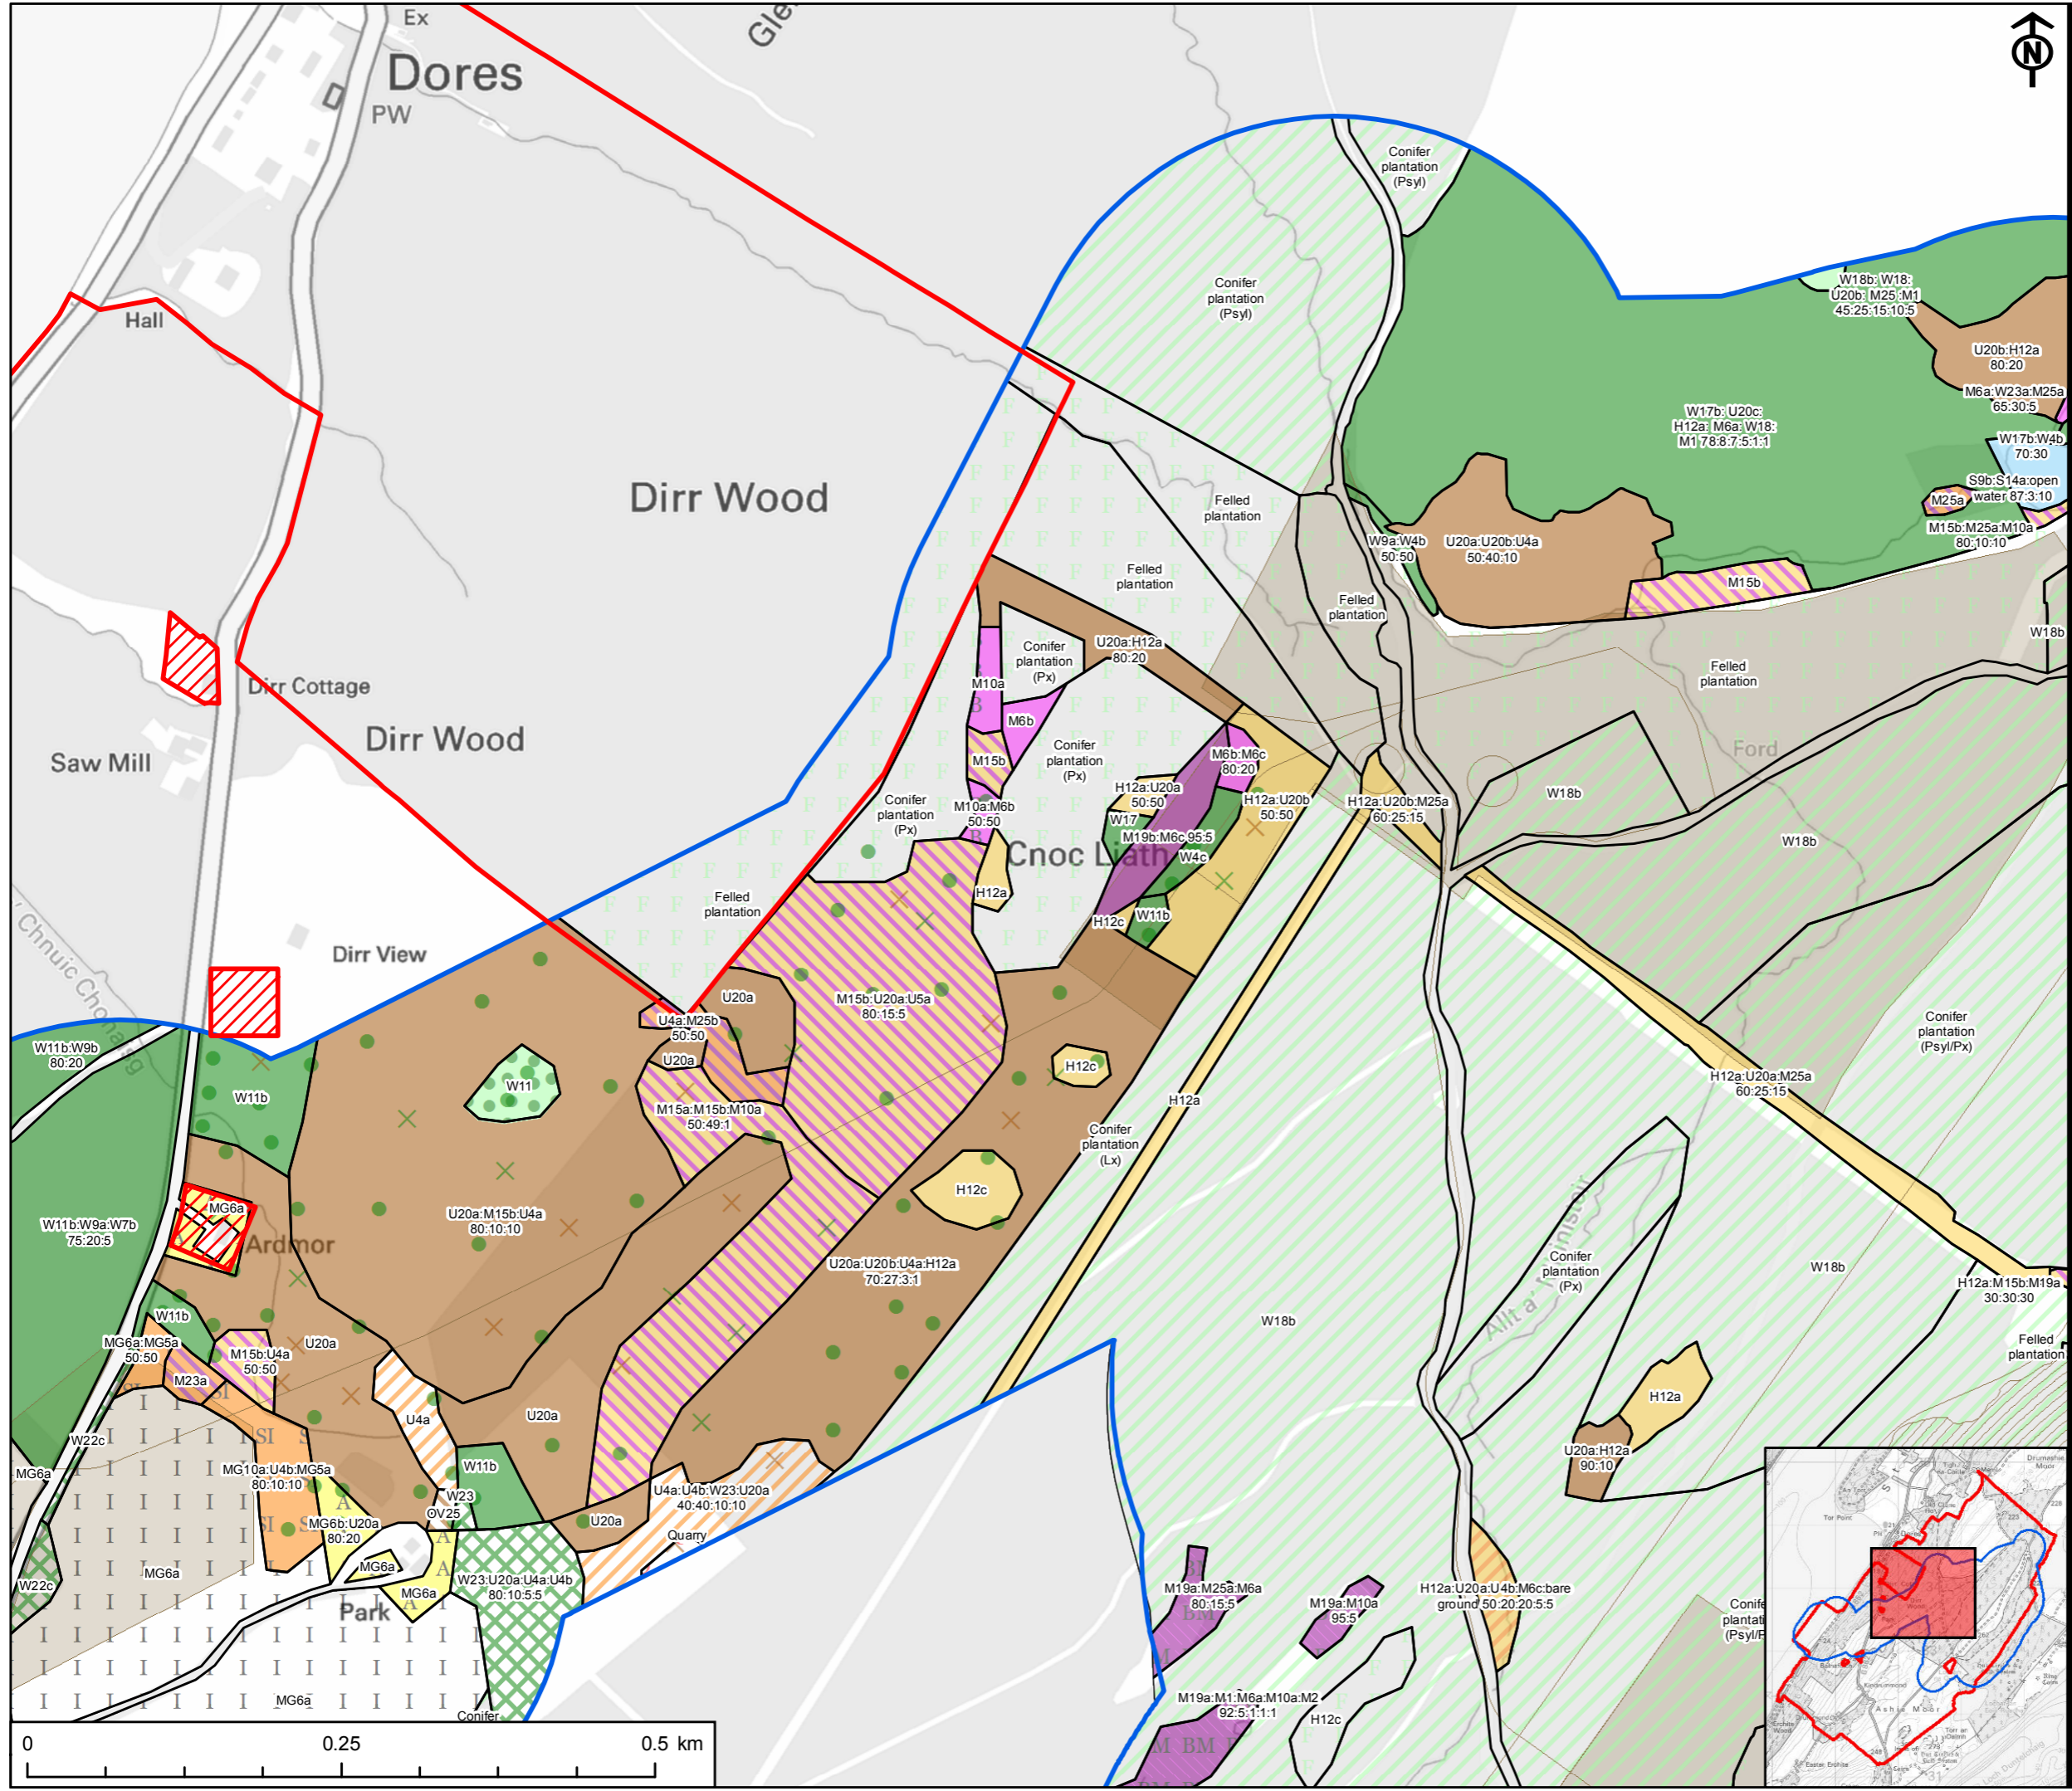 Ex
Dores
PW
N
Conifer
plantation
(Psyl)
Conifer
plantation
(Psyl)
Hall
W18b: W18:
U20b: M25 :M1
45:25:15:10:5
U20b:H12a
80:20
M6a:W23a:M25a
65:30:5
W17b: U20c:
H12a: M6a: W18:
M1 78:8:7:5:1:1
W17b:W4b
70:30
S9b:S14a:open
water 87:3:10
M25a
M15b:M25a:M10a
80:10:10
Dirr Wood
Felled
plantation
W9a:W4b
50:50
U20a:U20b:U4a
50:40:10
M15b
Felled
plantation
Felled
plantation
W18b
Dirr Cottage
Dirr Wood
Saw Mill
U20a:H12a
80:20
Conifer
plantation
(Px)
M10a
B
M6b
Felled
plantation
Ford
M15b
Conifer
plantation
(Px)
M6b:M6c
80:20
H12a:U20a
50:50
H12a:U20b
50:50
H12a:U20b:M25a
60:25:15
W18b
Conifer
plantation
(Px)
M10a:M6b
50:50
B
W17
M19b:M6c 95:5
W18b
Cnoc Liath
W4c
H12a
Felled
plantation
H12c
W11b
Dirr View
U20a
M15b:U20a:U5a
80:15:5
U4a:M25b
50:50
Conifer
plantation
(Psyl/Px)
W11b:W9b
80:20
U20a
W11b
W11
H12c
H12a:U20a:M25a
60:25:15
M15a:M15b:M10a
50:49:1
H12a
Conifer
plantation
(Lx)
H12c
MG6a
W11b:W9a:W7b
75:20:5
U20a:M15b:U4a
80:10:10
Ardmor
U20a:U20b:U4a:H12a
70:27:3:1
Conifer
plantation
(Px)
Allt a' Mhinisteir
W18b
H12a:M15b:M19a
30:30:30
W11b
W18b
MG6a:MG5a
50:50
M15b:U4a
50:50
U20a
Felled
plantation
M23a
H12a
U4a
U20a
W22c
U20a:H12a
90:10
MG6a
MG10a:U4b:MG5a
80:10:10
W11b
W23
OV25
U4a:U4b:W23:U20a
40:40:10:10
MG6b:U20a
80:20
U20a
Quarry
W22c
MG6a
MG6a
MG6a
W23:U20a:U4a:U4b
80:10:5:5
Park
M19a:M25a:M6a
80:15:5
M19a:M10a
95:5
H12a:U20a:U4b:M6c:bare
ground 50:20:20:5:5
MG6a
M19a:M1:M6a:M10a:M2
92:5:1:1:1
H12c
BM
Conifer
0
0.25
0.5 km